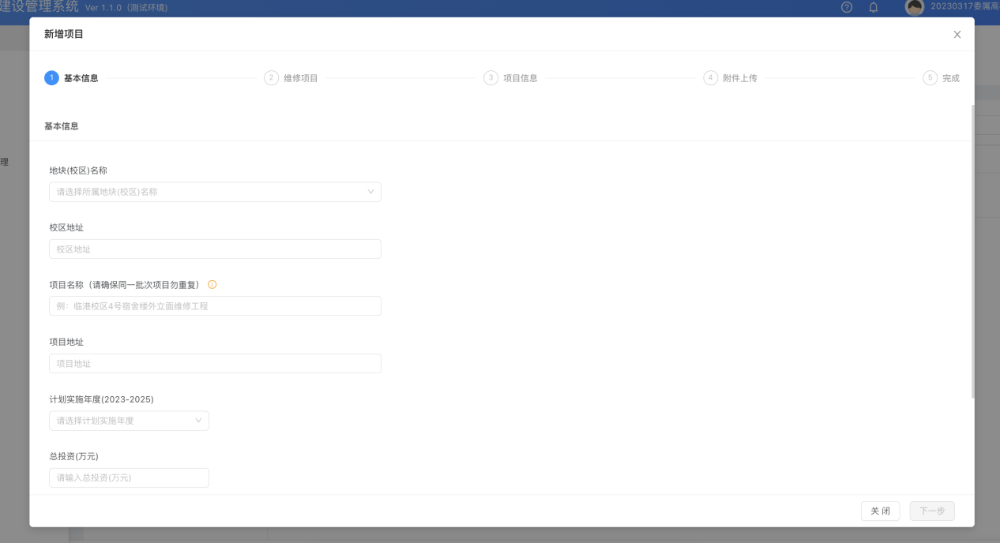 建设管理系统 Ver 1.1.0（测试环境）
20230317委属高
新增项目
1 基本信息
2 维修项目
3 项目信息
4 附件上传
5 完成
基本信息
理
地块(校区)名称
请选择所属地块(校区)名称
校区地址
校区地址
项目名称（请确保同一批次项目勿重复）
例：临港校区4号宿舍楼外立面维修工程
项目地址
项目地址
计划实施年度(2023-2025)
请选择计划实施年度
总投资(万元)
请输入总投资(万元)
关 闭
下一步